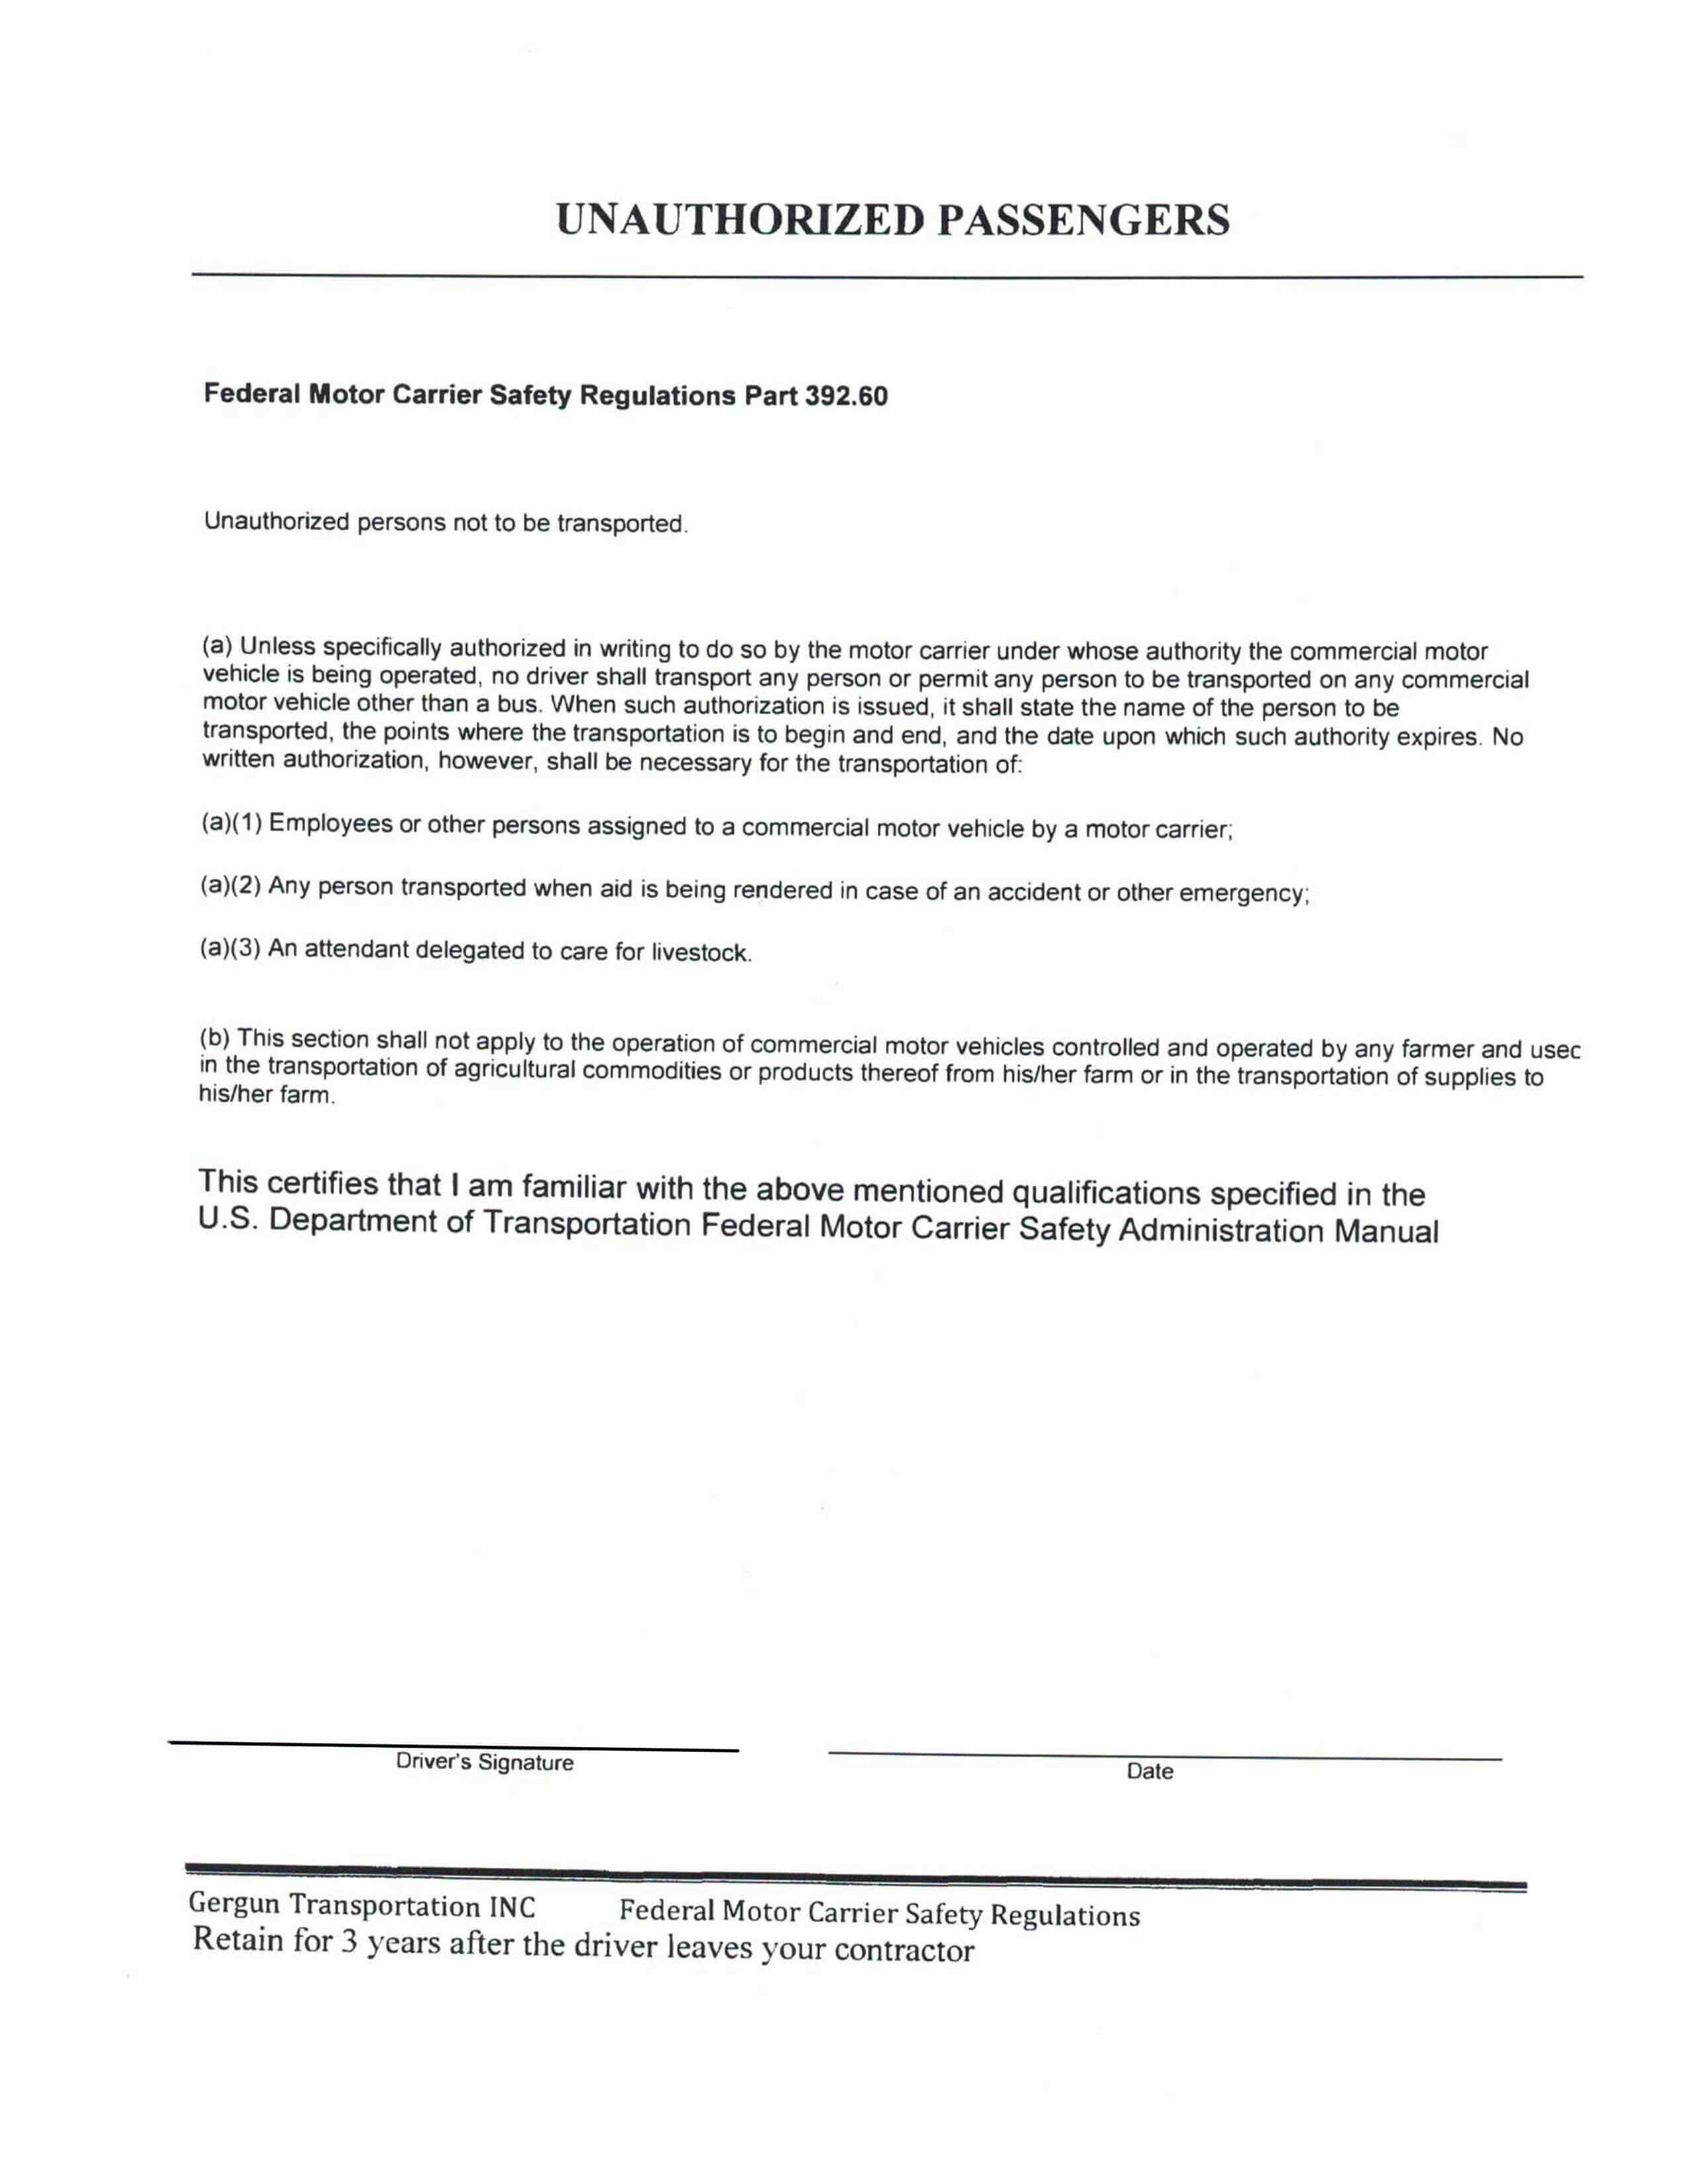 UNAUTHORIZED PASSENGERS
Federal Motor Carrier Safety Regulations Part 392.60
Unauthorized persons not to be transported.
(a) Unless specifically authorized in writing to do so by the motor carrier under whose authority the commercial motor
vehicle is being operated, no driver shall transport any person or permit any person to be transported on any commercial
motor vehicle other than a bus. When such authorization is issued, it shall state the name of the person to be
transported, the points where the transportation is to begin and end, and the date upon which such authority expires. No
written authorization, however, shall be necessary for the transportation of:
(a)(1) Employees or other persons assigned to a commercial motor vehicle by a motor carrier;
(a)(2) Any person transported when aid is being rendered in case of an accident or other emergency;
(a)(3) An attendant delegated to care for livestock.
(b) This section shall not apply to the operation of commercial motor vehicles controlled and operated by any farmer and usec
in the transportation of agricultural commodities or products thereof from his/her farm or in the transportation of supplies to
his/her farm.
This certifies that I am familiar with the above mentioned qualifications specified in the
U.S. Department of Transportation Federal Motor Carrier Safety Administration Manual
Driver's Signature
Date
Gergun Transportation INC Federal Motor Carrier Safety Regulations
Retain for 3 years after the driver leaves your contractor